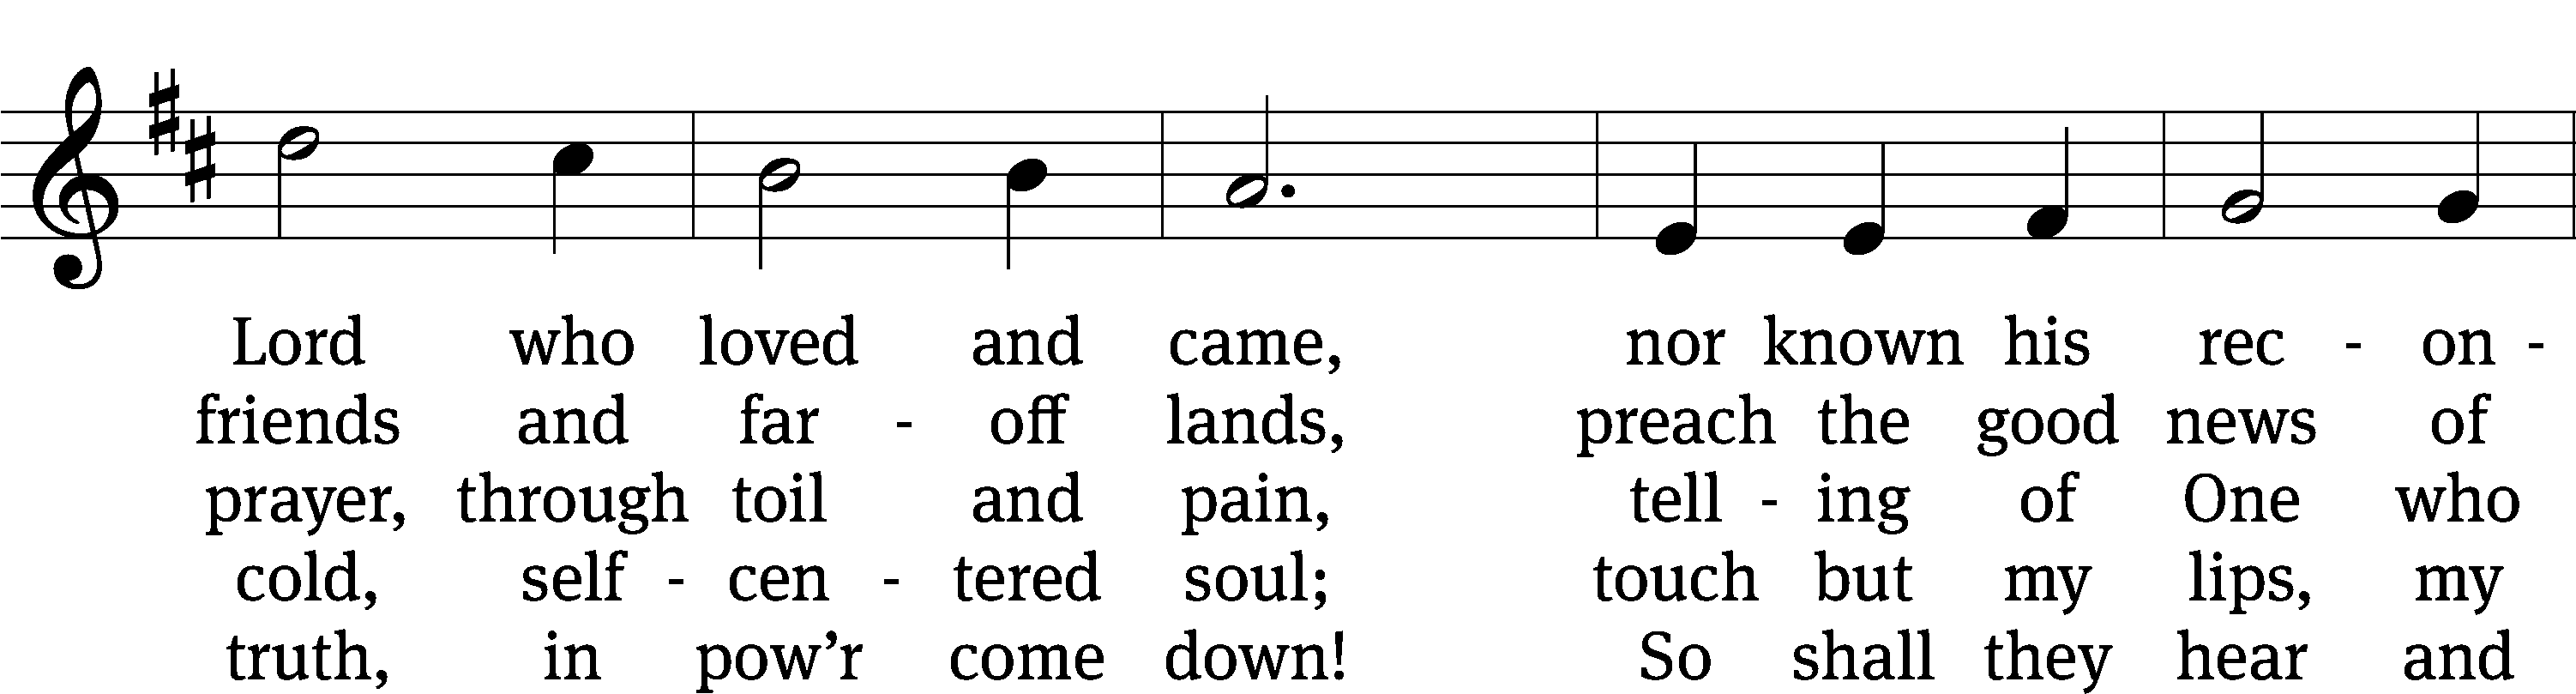 Lord who loved and came, nor known his rec - on -
friends and far - off lands, preach the good news of
prayer, through toil and pain, tell - ing of One who
cold, self - cen - tered soul; touch but my lips, my
truth, in pow’r come down! So shall they hear and